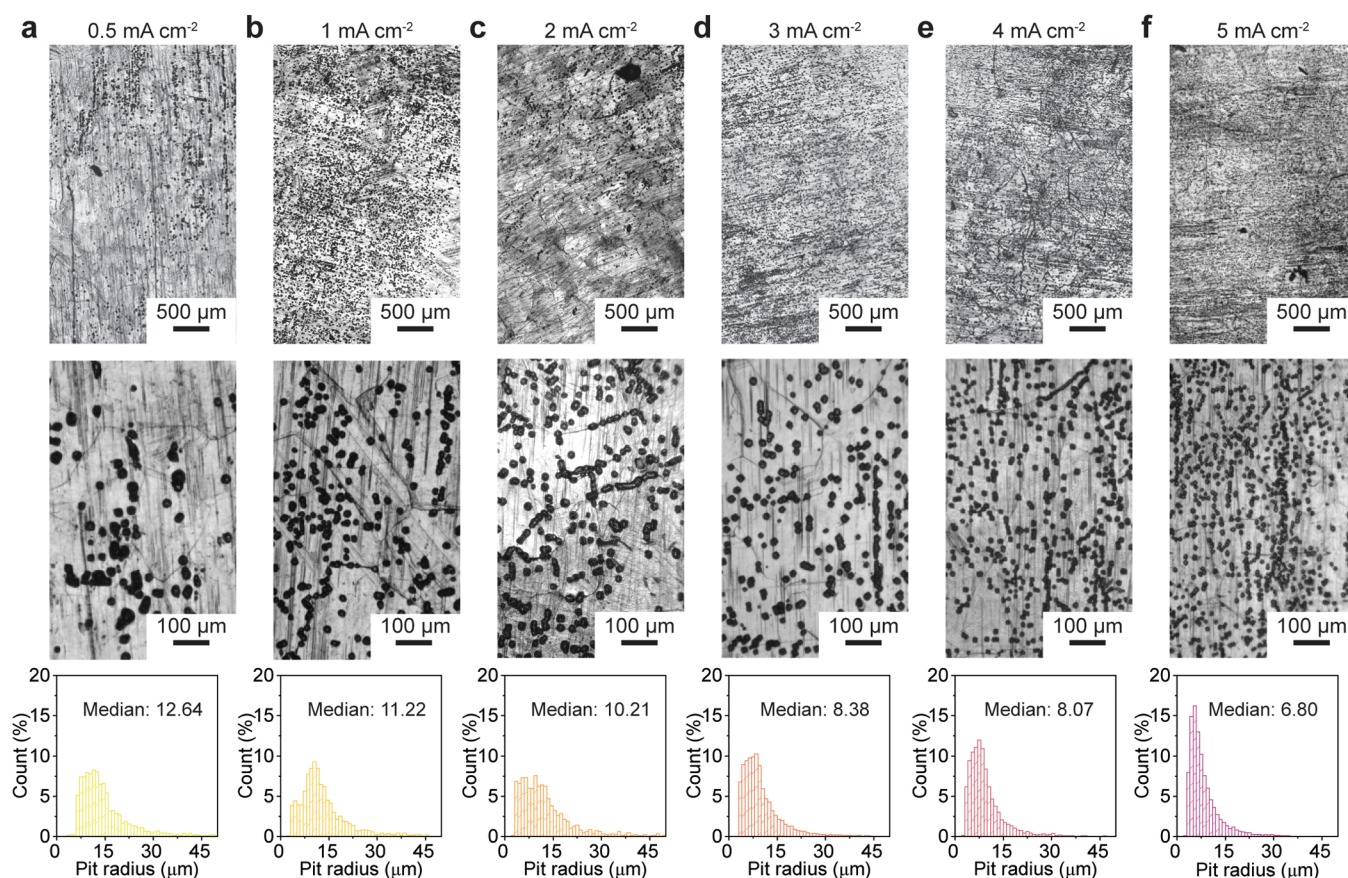 a 0.5 mA cm⁻² b 1 mA cm⁻² c 2 mA cm⁻² d 3 mA cm⁻² e 4 mA cm⁻² f 5 mA cm⁻²
500 μm 500 μm 500 μm 500 μm 500 μm 500 μm
100 μm 100 μm 100 μm 100 μm 100 μm 100 μm
20 20 20 20 20 20
Median: 12.64 Median: 11.22 Median: 10.21 Median: 8.38 Median: 8.07 Median: 6.80
15 15 15 15 15 15
Count (%) Count (%) Count (%) Count (%) Count (%) Count (%)
10 10 10 10 10 10
5 5 5 5 5 5
0 0 0 0 0 0
0 15 30 45 0 15 30 45 0 15 30 45 0 15 30 45 0 15 30 45 0 15 30 45
Pit radius (μm) Pit radius (μm) Pit radius (μm) Pit radius (μm) Pit radius (μm) Pit radius (μm)